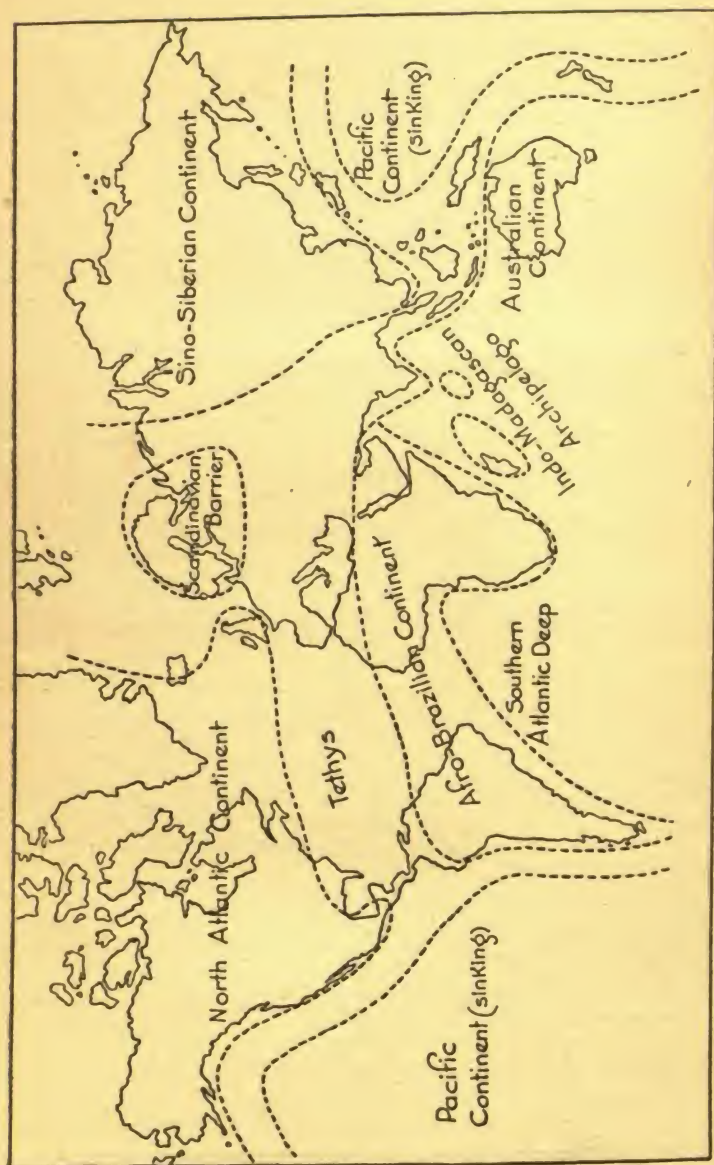 North Atlantic Continent
Scandinavian
Barrier
Sino-Siberian Continent
Tethys
Pacific
Continent
(sinking)
Afro-Brazilian Continent
Pacific
Continent (sinking)
Southern
Atlantic Deep
Indo-Madagascan
Archipelago
Australian
Continent